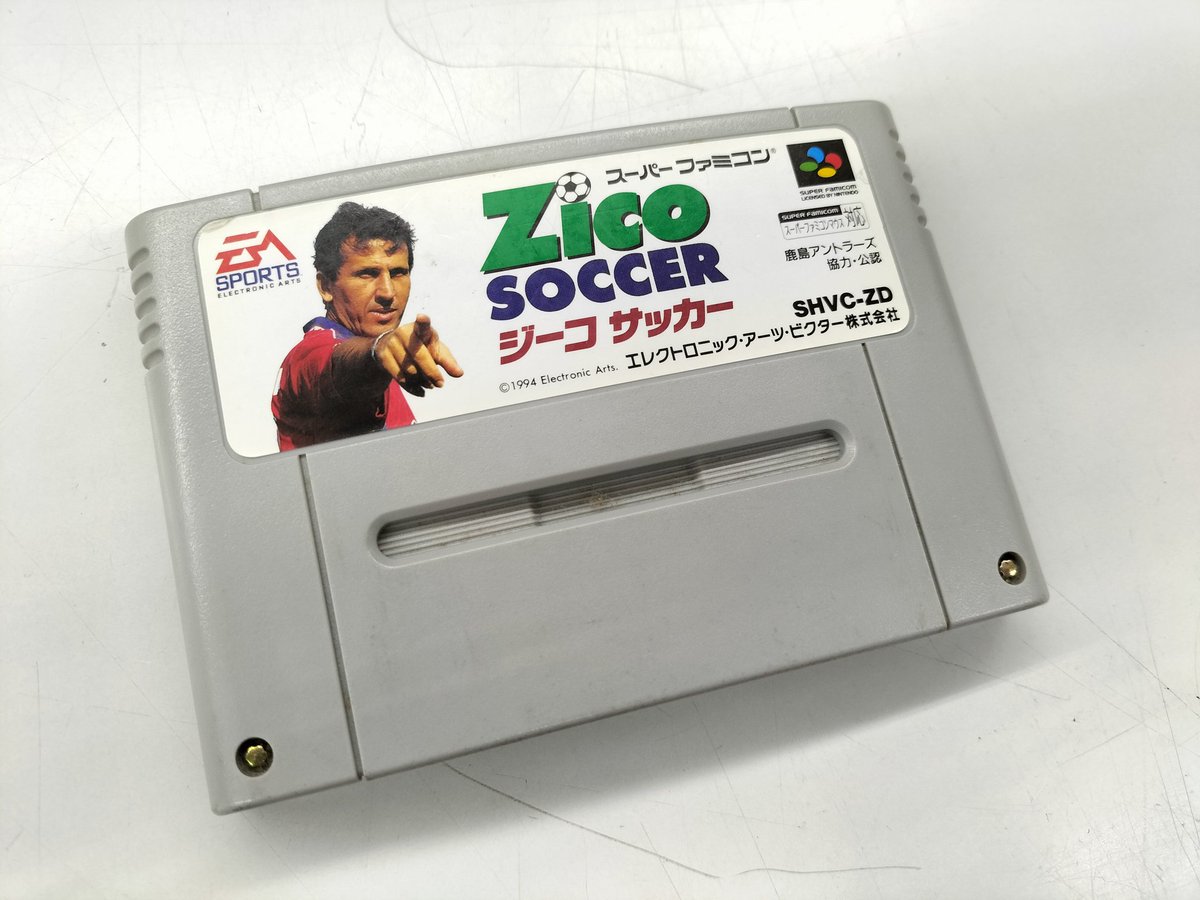 EA
SPORTS
ELECTRONIC ARTS
スーパーファミコン®
Zico
SOCCER
ジーコ サッカー
©1994 Electronic Arts.
エレクトロニック・アーツ・ビクター株式会社
SUPER FAMICOM
LICENSED BY NINTENDO
SUPER FAMICOM
スーパーファミコンマウス 対応
鹿島アントラーズ
協力・公認
SHVC-ZD